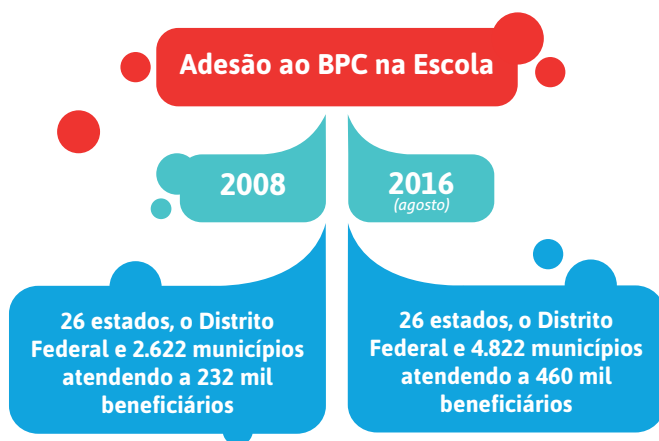 Adesão ao BPC na Escola
2008
2016
(agosto)
26 estados, o Distrito
Federal e 2.622 municípios
atendendo a 232 mil
beneficiários
26 estados, o Distrito
Federal e 4.822 municípios
atendendo a 460 mil
beneficiários